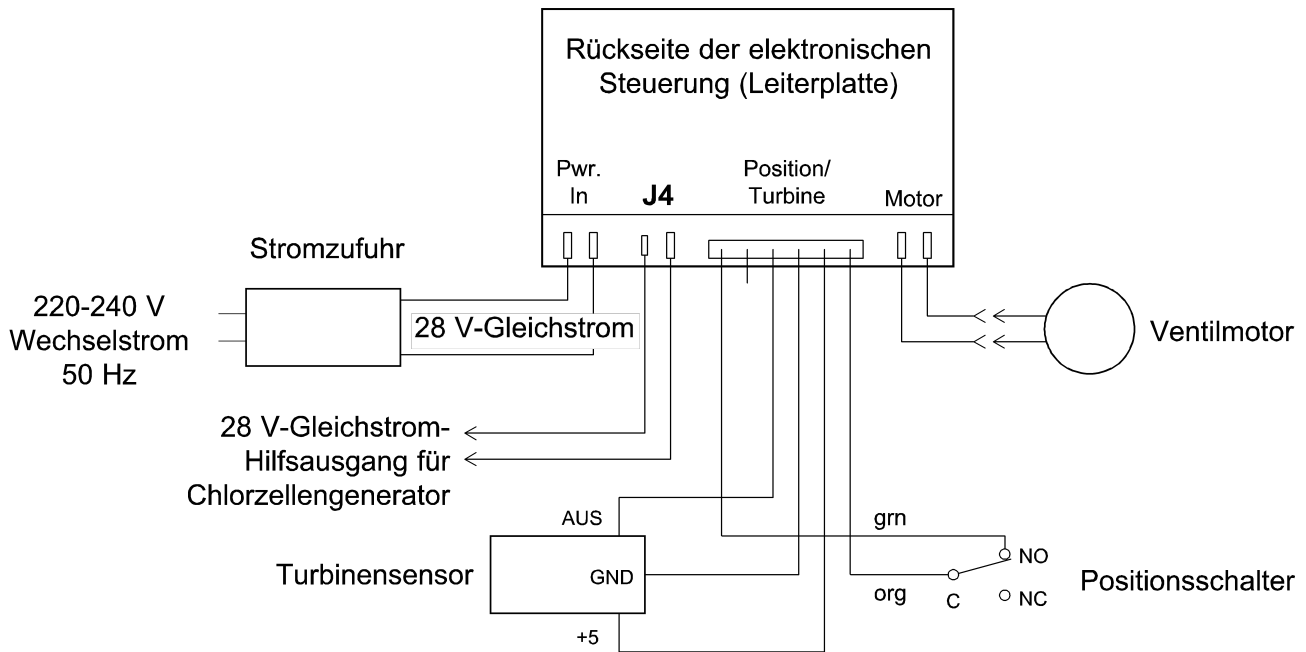 Rückseite der elektronischen
Steuerung (Leiterplatte)
Pwr.
In
J4
Position/
Turbine
Motor
Stromzufuhr
220-240 V
Wechselstrom
50 Hz
28 V-Gleichstrom
Ventilmotor
28 V-Gleichstrom-
Hilfsausgang für
Chlorzellengenerator
AUS
GND
+5
Turbinensensor
grn
org
C
NO
NC
Positionsschalter